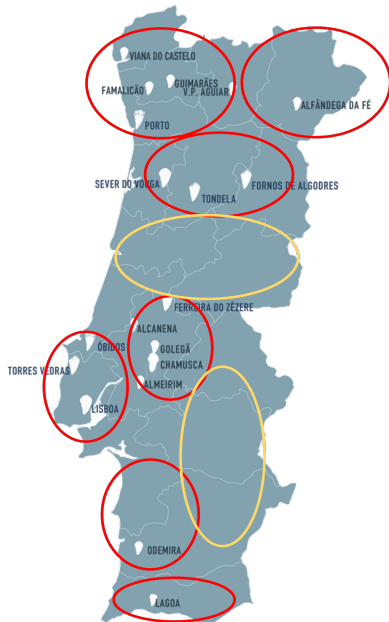 VIANA DO CASTELO
GUIMARÃES
FAMALICÃO
V.P. AGUIAR
ALFÂNDEGA DA FÉ
PORTO
SEVER DO VOUGA
FORNOS DE ALGODRES
TONDELA
FERREIRA DO ZÊZERE
ALCANENA
ÓBIDOS
GOLEGÃ
CHAMUSCA
TORRES VEDRAS
ALMEIRIM
LISBOA
ODEMIRA
LAGOA